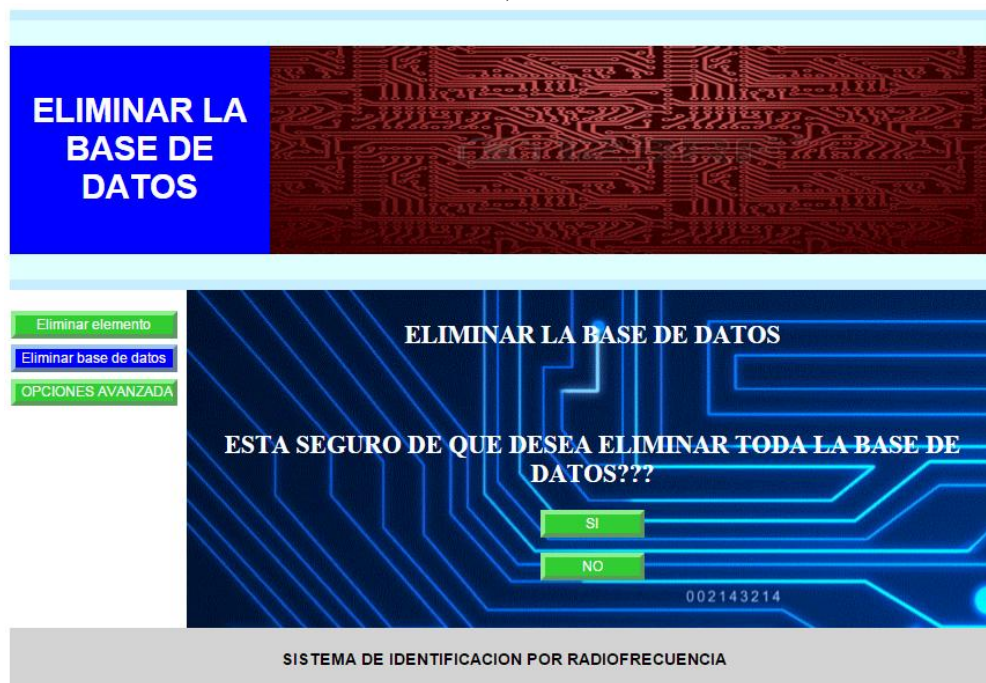 ELIMINAR LA
BASE DE
DATOS
Eliminar elemento
Eliminar base de datos
OPCIONES AVANZADA
ELIMINAR LA BASE DE DATOS
ESTA SEGURO DE QUE DESEA ELIMINAR TODA LA BASE DE
DATOS???
SI
NO
002143214
SISTEMA DE IDENTIFICACION POR RADIOFRECUENCIA